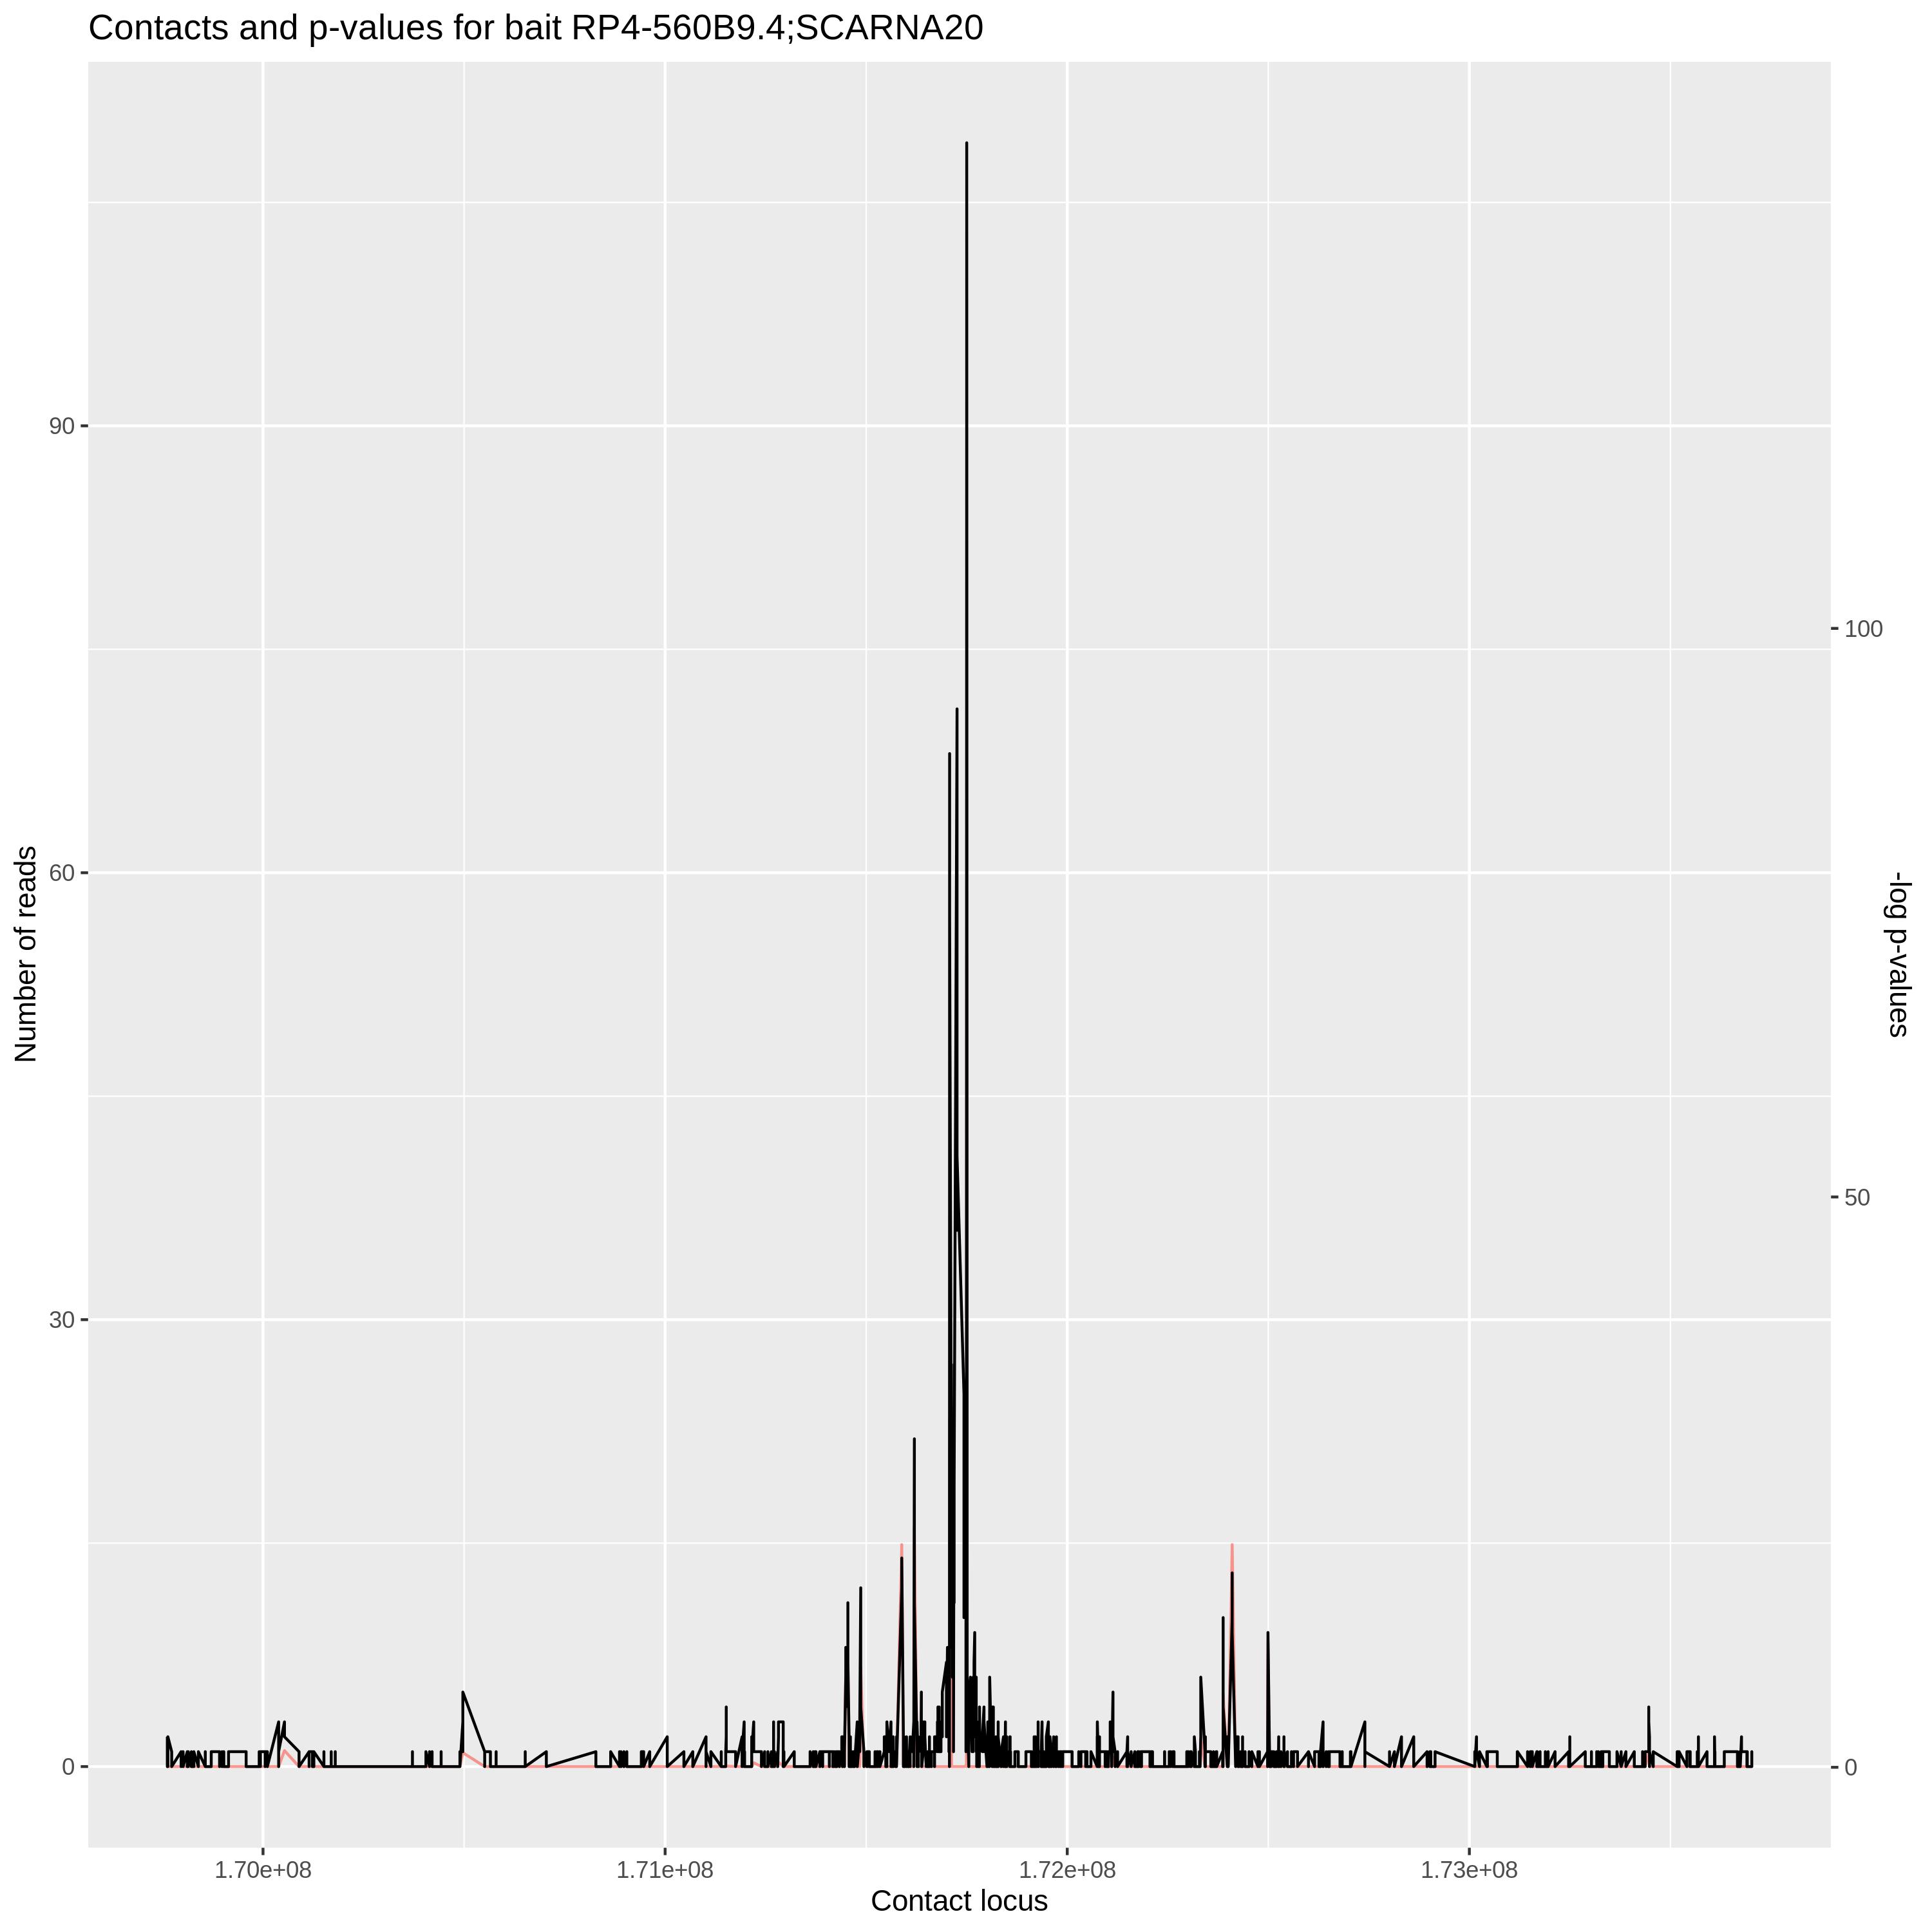 Contacts and p-values for bait RP4-560B9.4;SCARNA20
Number of reads
90
60
30
0
100
50
0
-log p-values
1.70e+08 1.71e+08 1.72e+08 1.73e+08
Contact locus